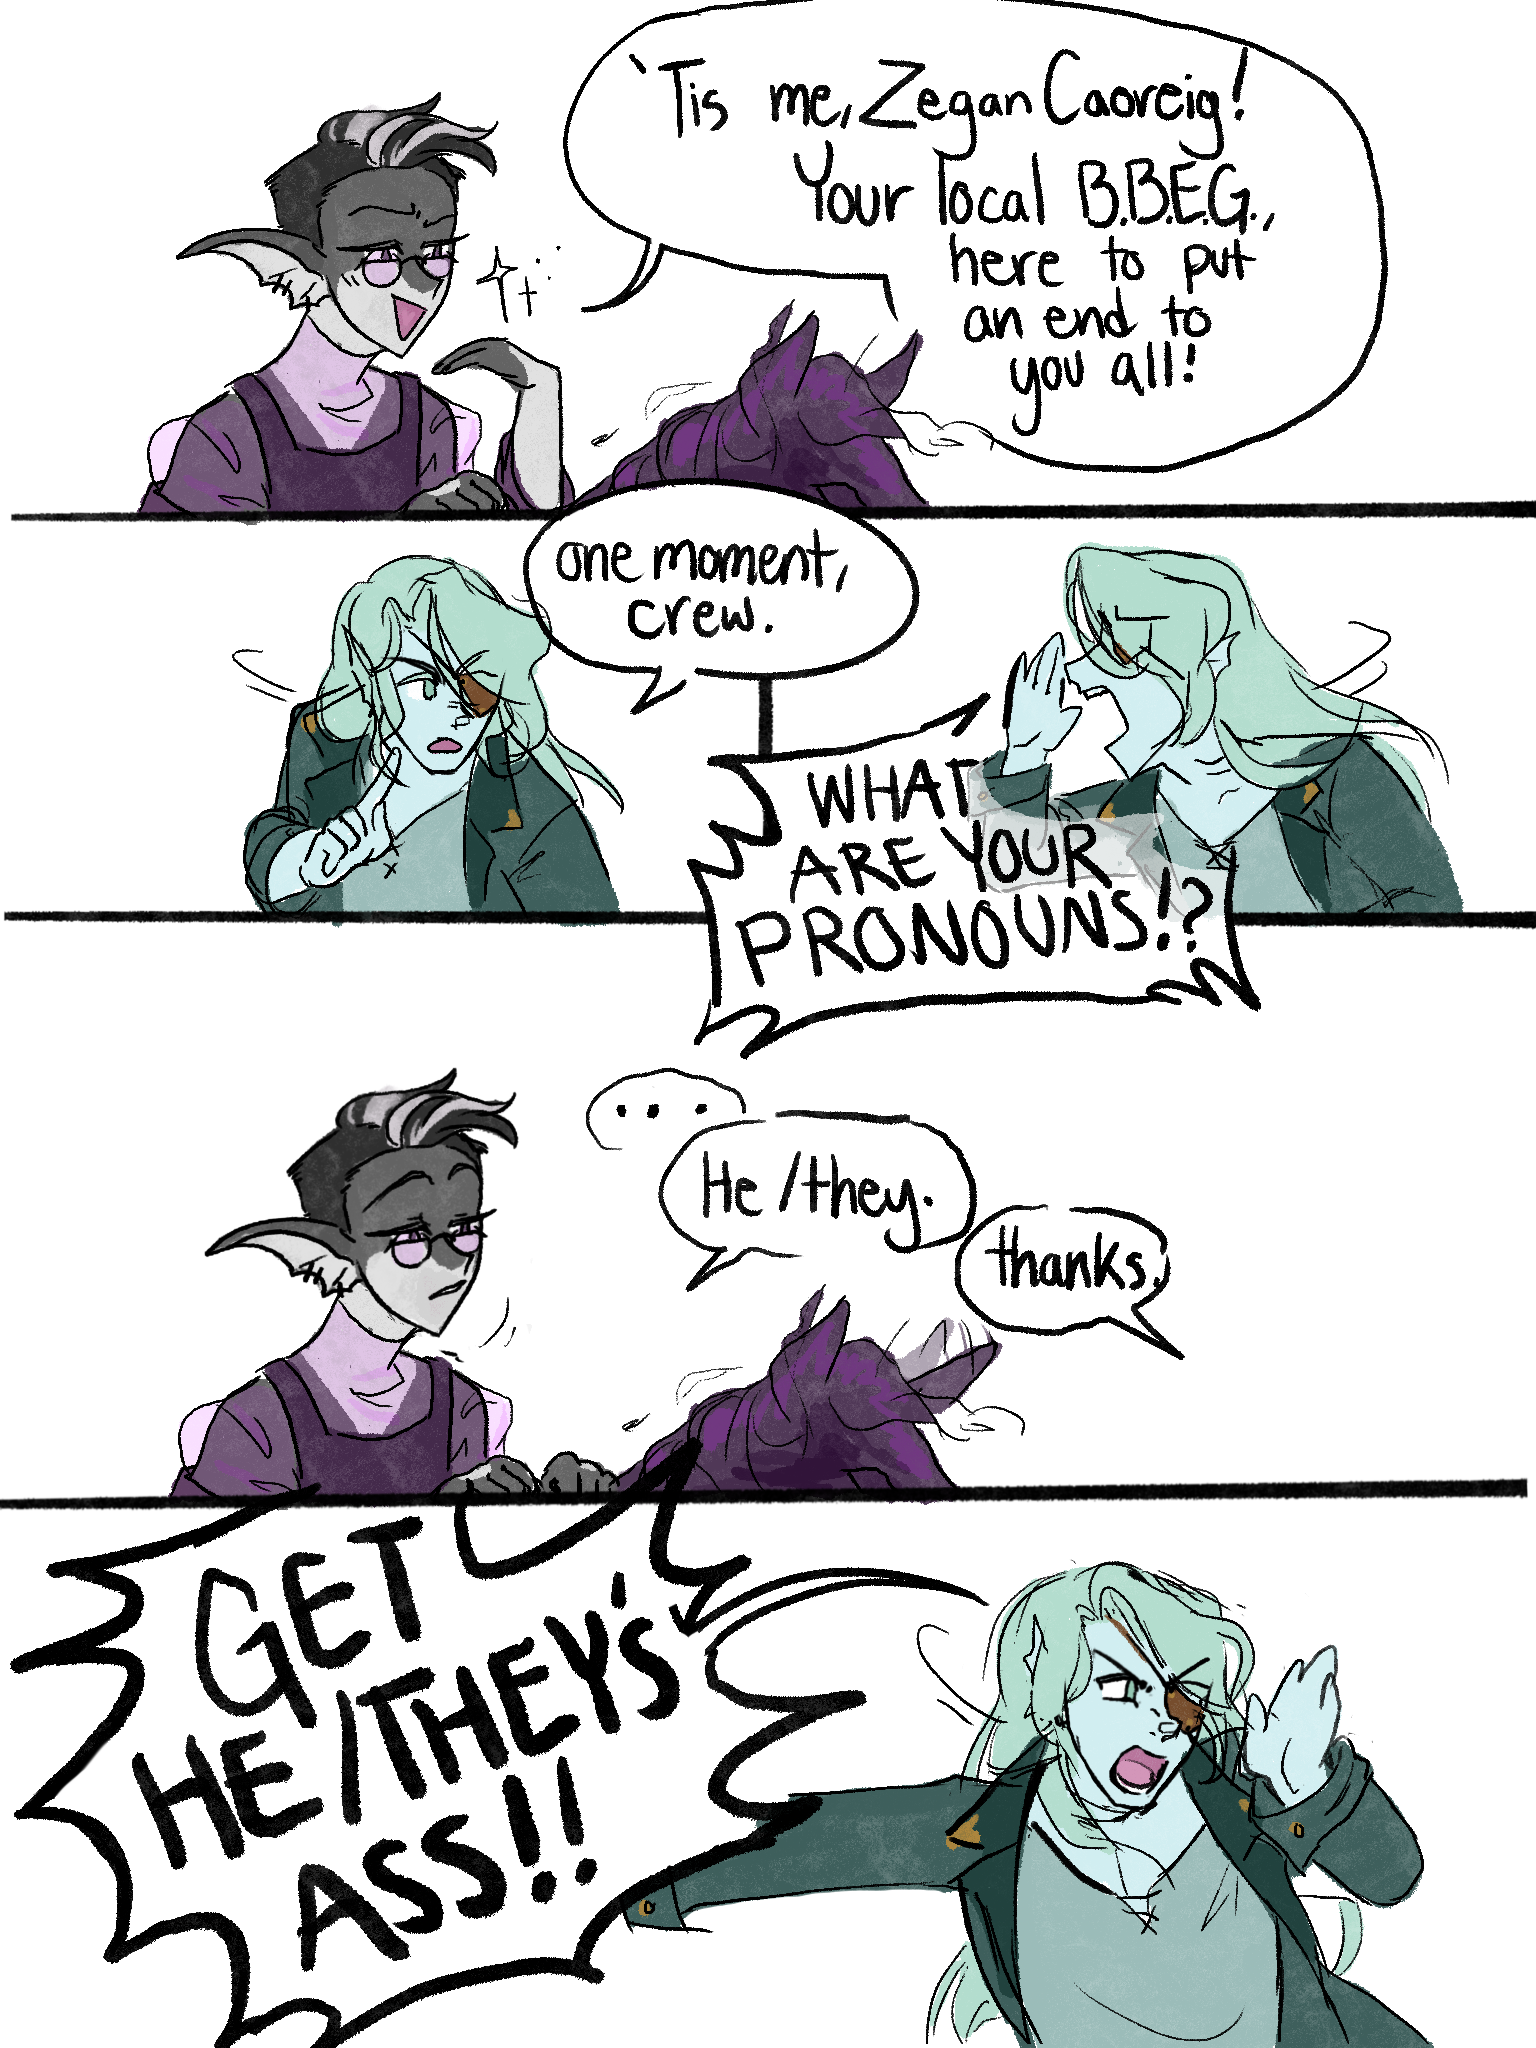 'Tis me, Zegan Caoreig!
Your local B.B.E.G.,
here to put
an end to
you all!
one moment,
crew.
WHAT
ARE YOUR
PRONOUNS!?
...
He/they.
thanks.
GET
HE/THEY'S
ASS!!